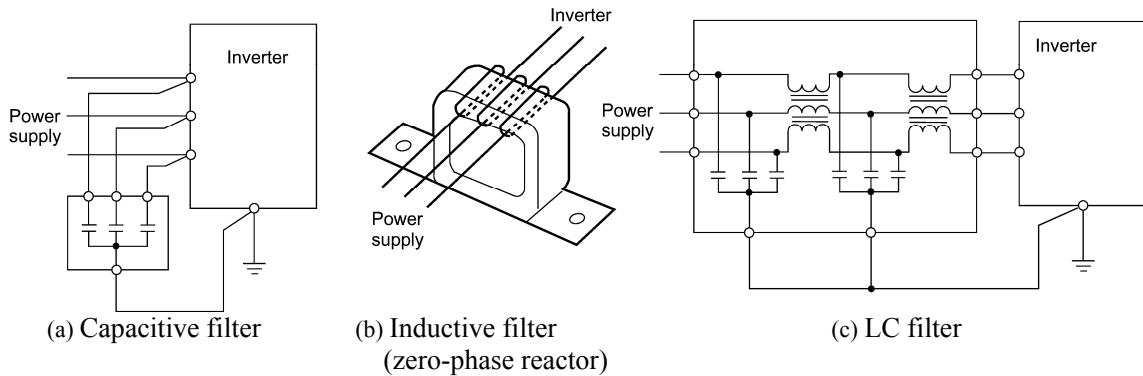 Inverter
Power
supply
(a) Capacitive filter
Inverter
Power
supply
(b) Inductive filter
(zero-phase reactor)
Inverter
Power
supply
(c) LC filter